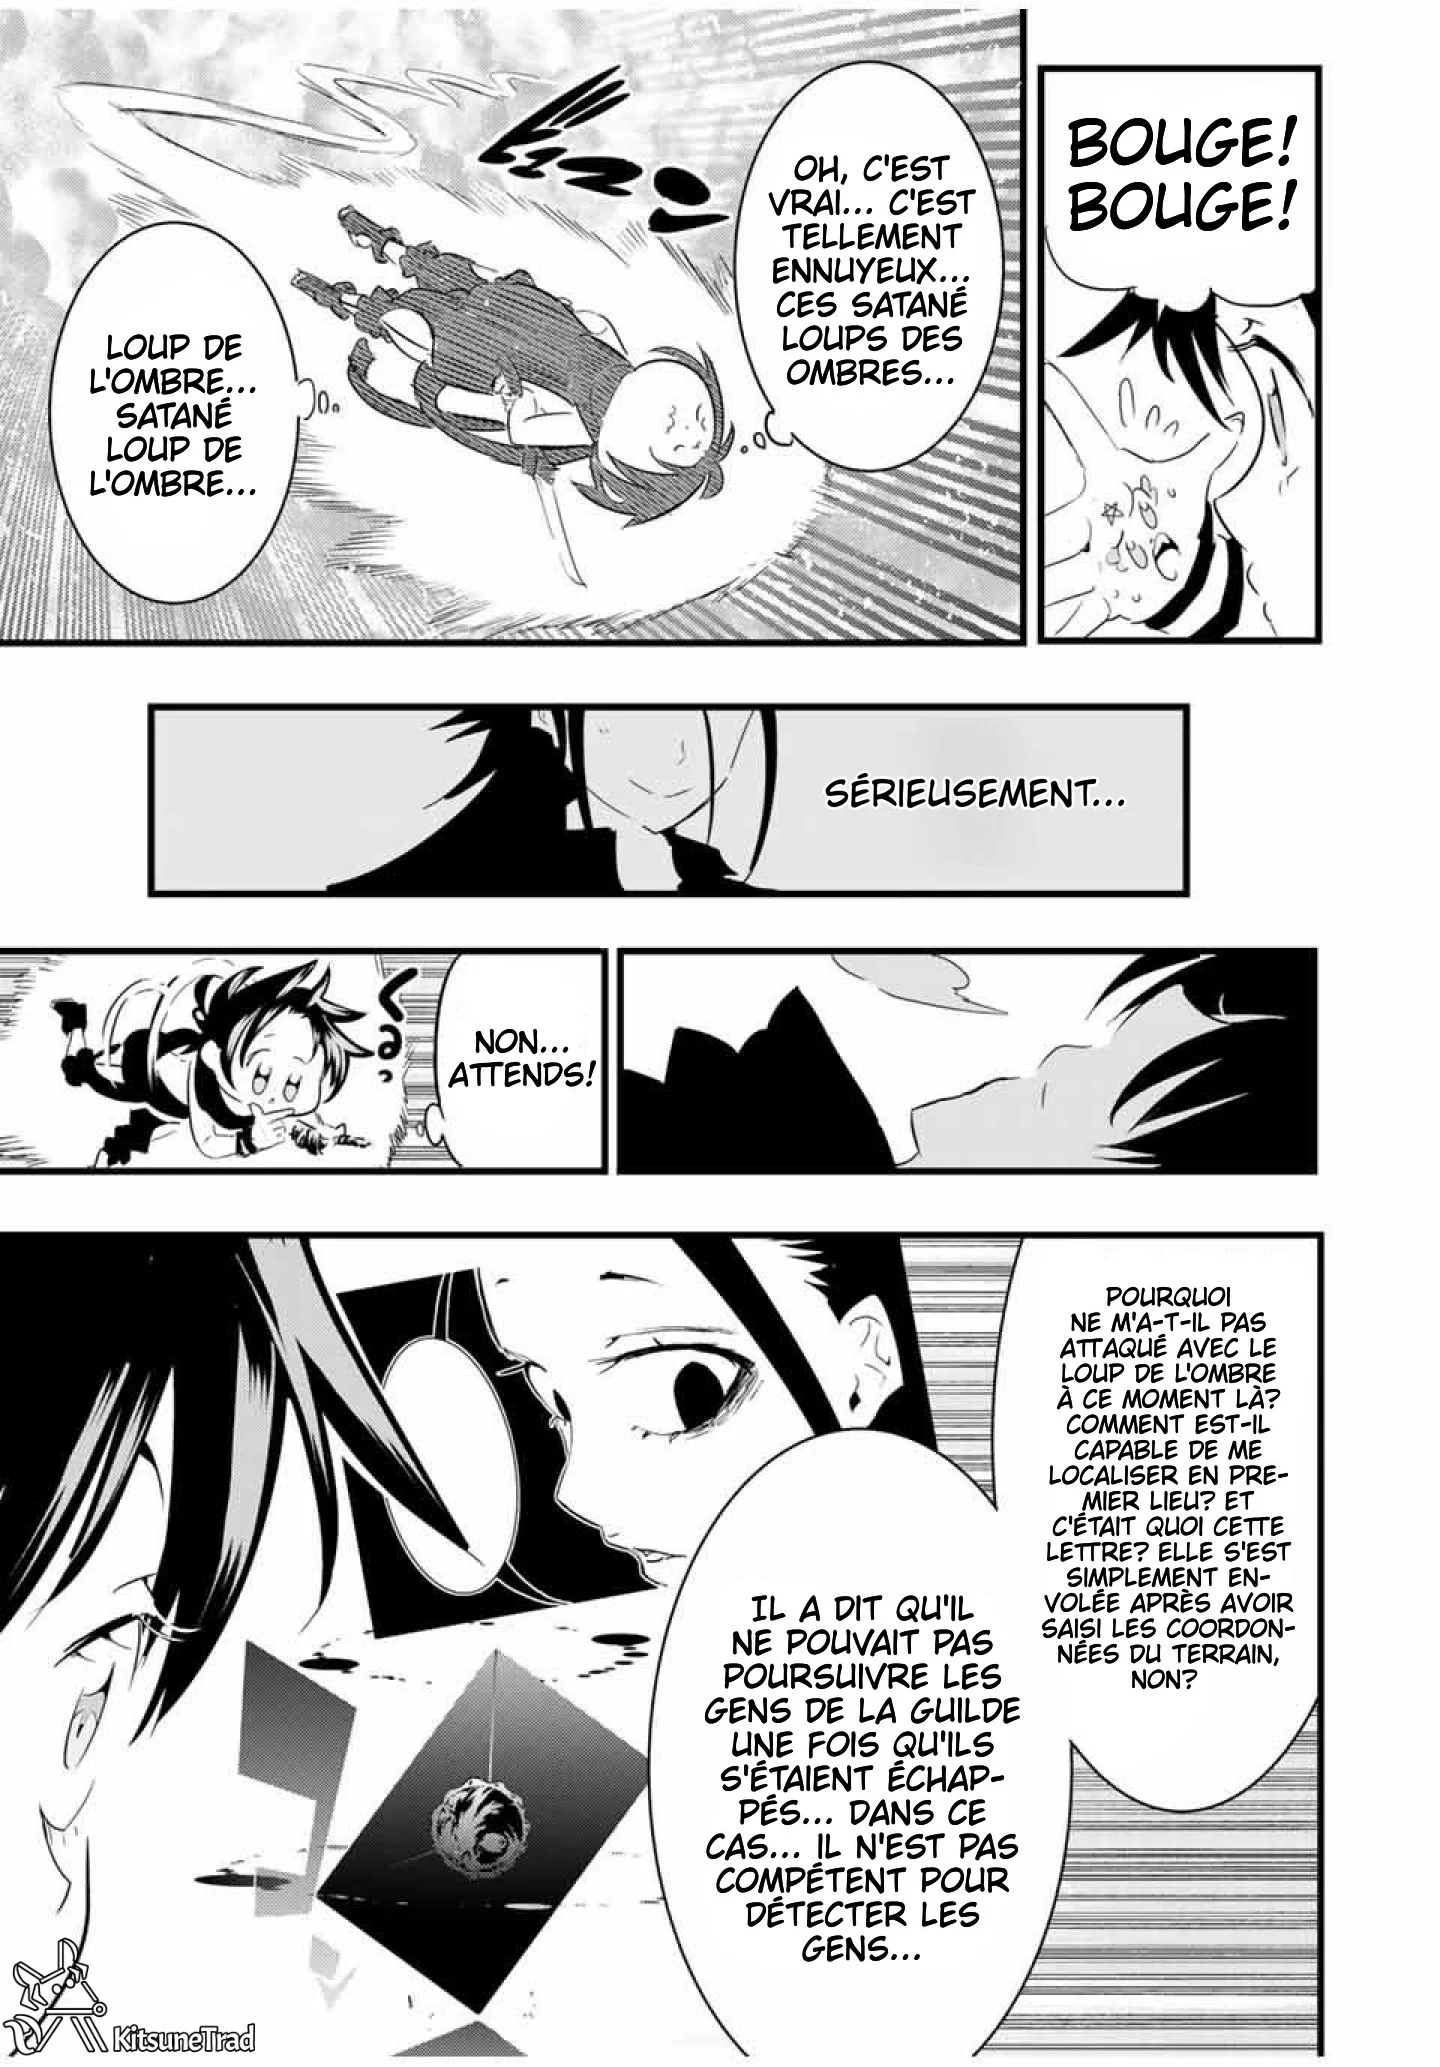 BOUGE!
BOUGE!
OH, C'EST
VRAI... C'EST
TELLEMENT
ENNUYEUX...
CES SATANÉ
LOUPS DES
OMBRES...
LOUP DE
L'OMBRE...
SATANÉ
LOUP DE
L'OMBRE...
SÉRIEUSEMENT...
NON...
ATTENDS!
くるっ
POURQUOI
NE M'A-T-IL PAS
ATTAQUÉ AVEC LE
LOUP DE L'OMBRE
À CE MOMENT LÀ?
COMMENT EST-IL
CAPABLE DE ME
LOCALISER EN PRE-
MIER LIEU? ET
C'ÉTAIT QUOI CETTE
LETTRE? ELLE S'EST
SIMPLEMENT EN-
VOLÉE APRÈS AVOIR
SAISI LES COORDON-
NÉES DU TERRAIN,
NON?
IL A DIT QU'IL
NE POUVAIT PAS
POURSUIVRE LES
GENS DE LA GUILDE
UNE FOIS QU'ILS
S'ÉTAIENT ÉCHAP-
PÉS... DANS CE
CAS... IL N'EST PAS
COMPÉTENT POUR
DÉTECTER LES
GENS...
KitsuneTrad